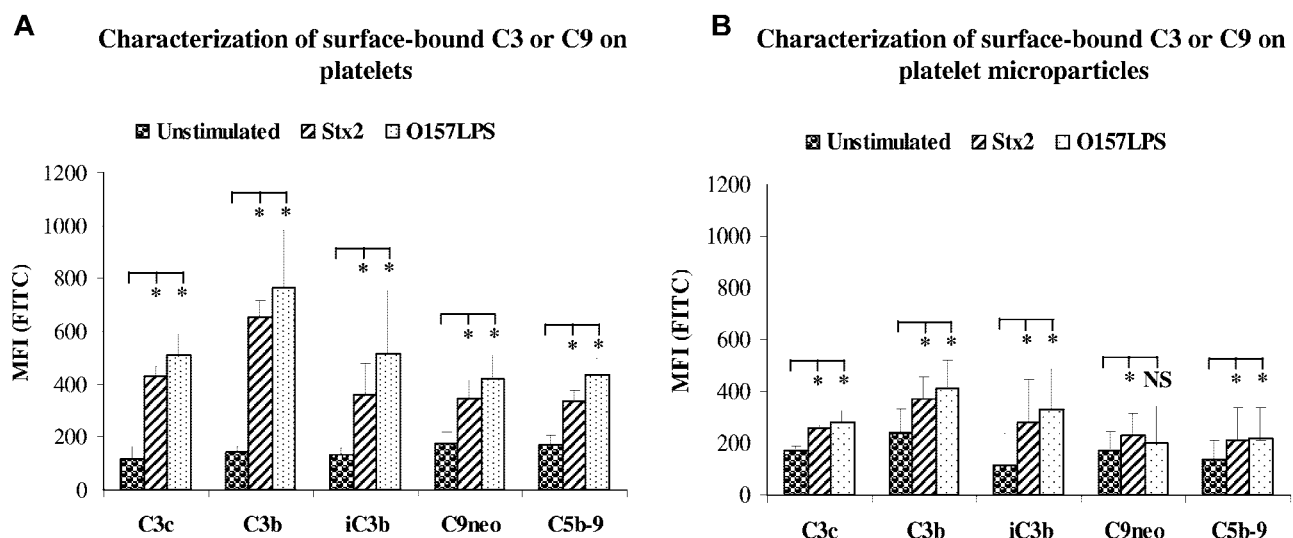 A
Characterization of surface-bound C3 or C9 on
platelets
Unstimulated Stx2 O157LPS
1200
1000
800
600
400
200
0
MFI (FITC)
* *
* *
* *
* *
* *
C3c C3b iC3b C9neo C5b-9
B
Characterization of surface-bound C3 or C9 on
platelet microparticles
Unstimulated Stx2 O157LPS
1200
1000
800
600
400
200
0
MFI (FITC)
* *
* *
* *
* NS
* *
C3c C3b iC3b C9neo C5b-9